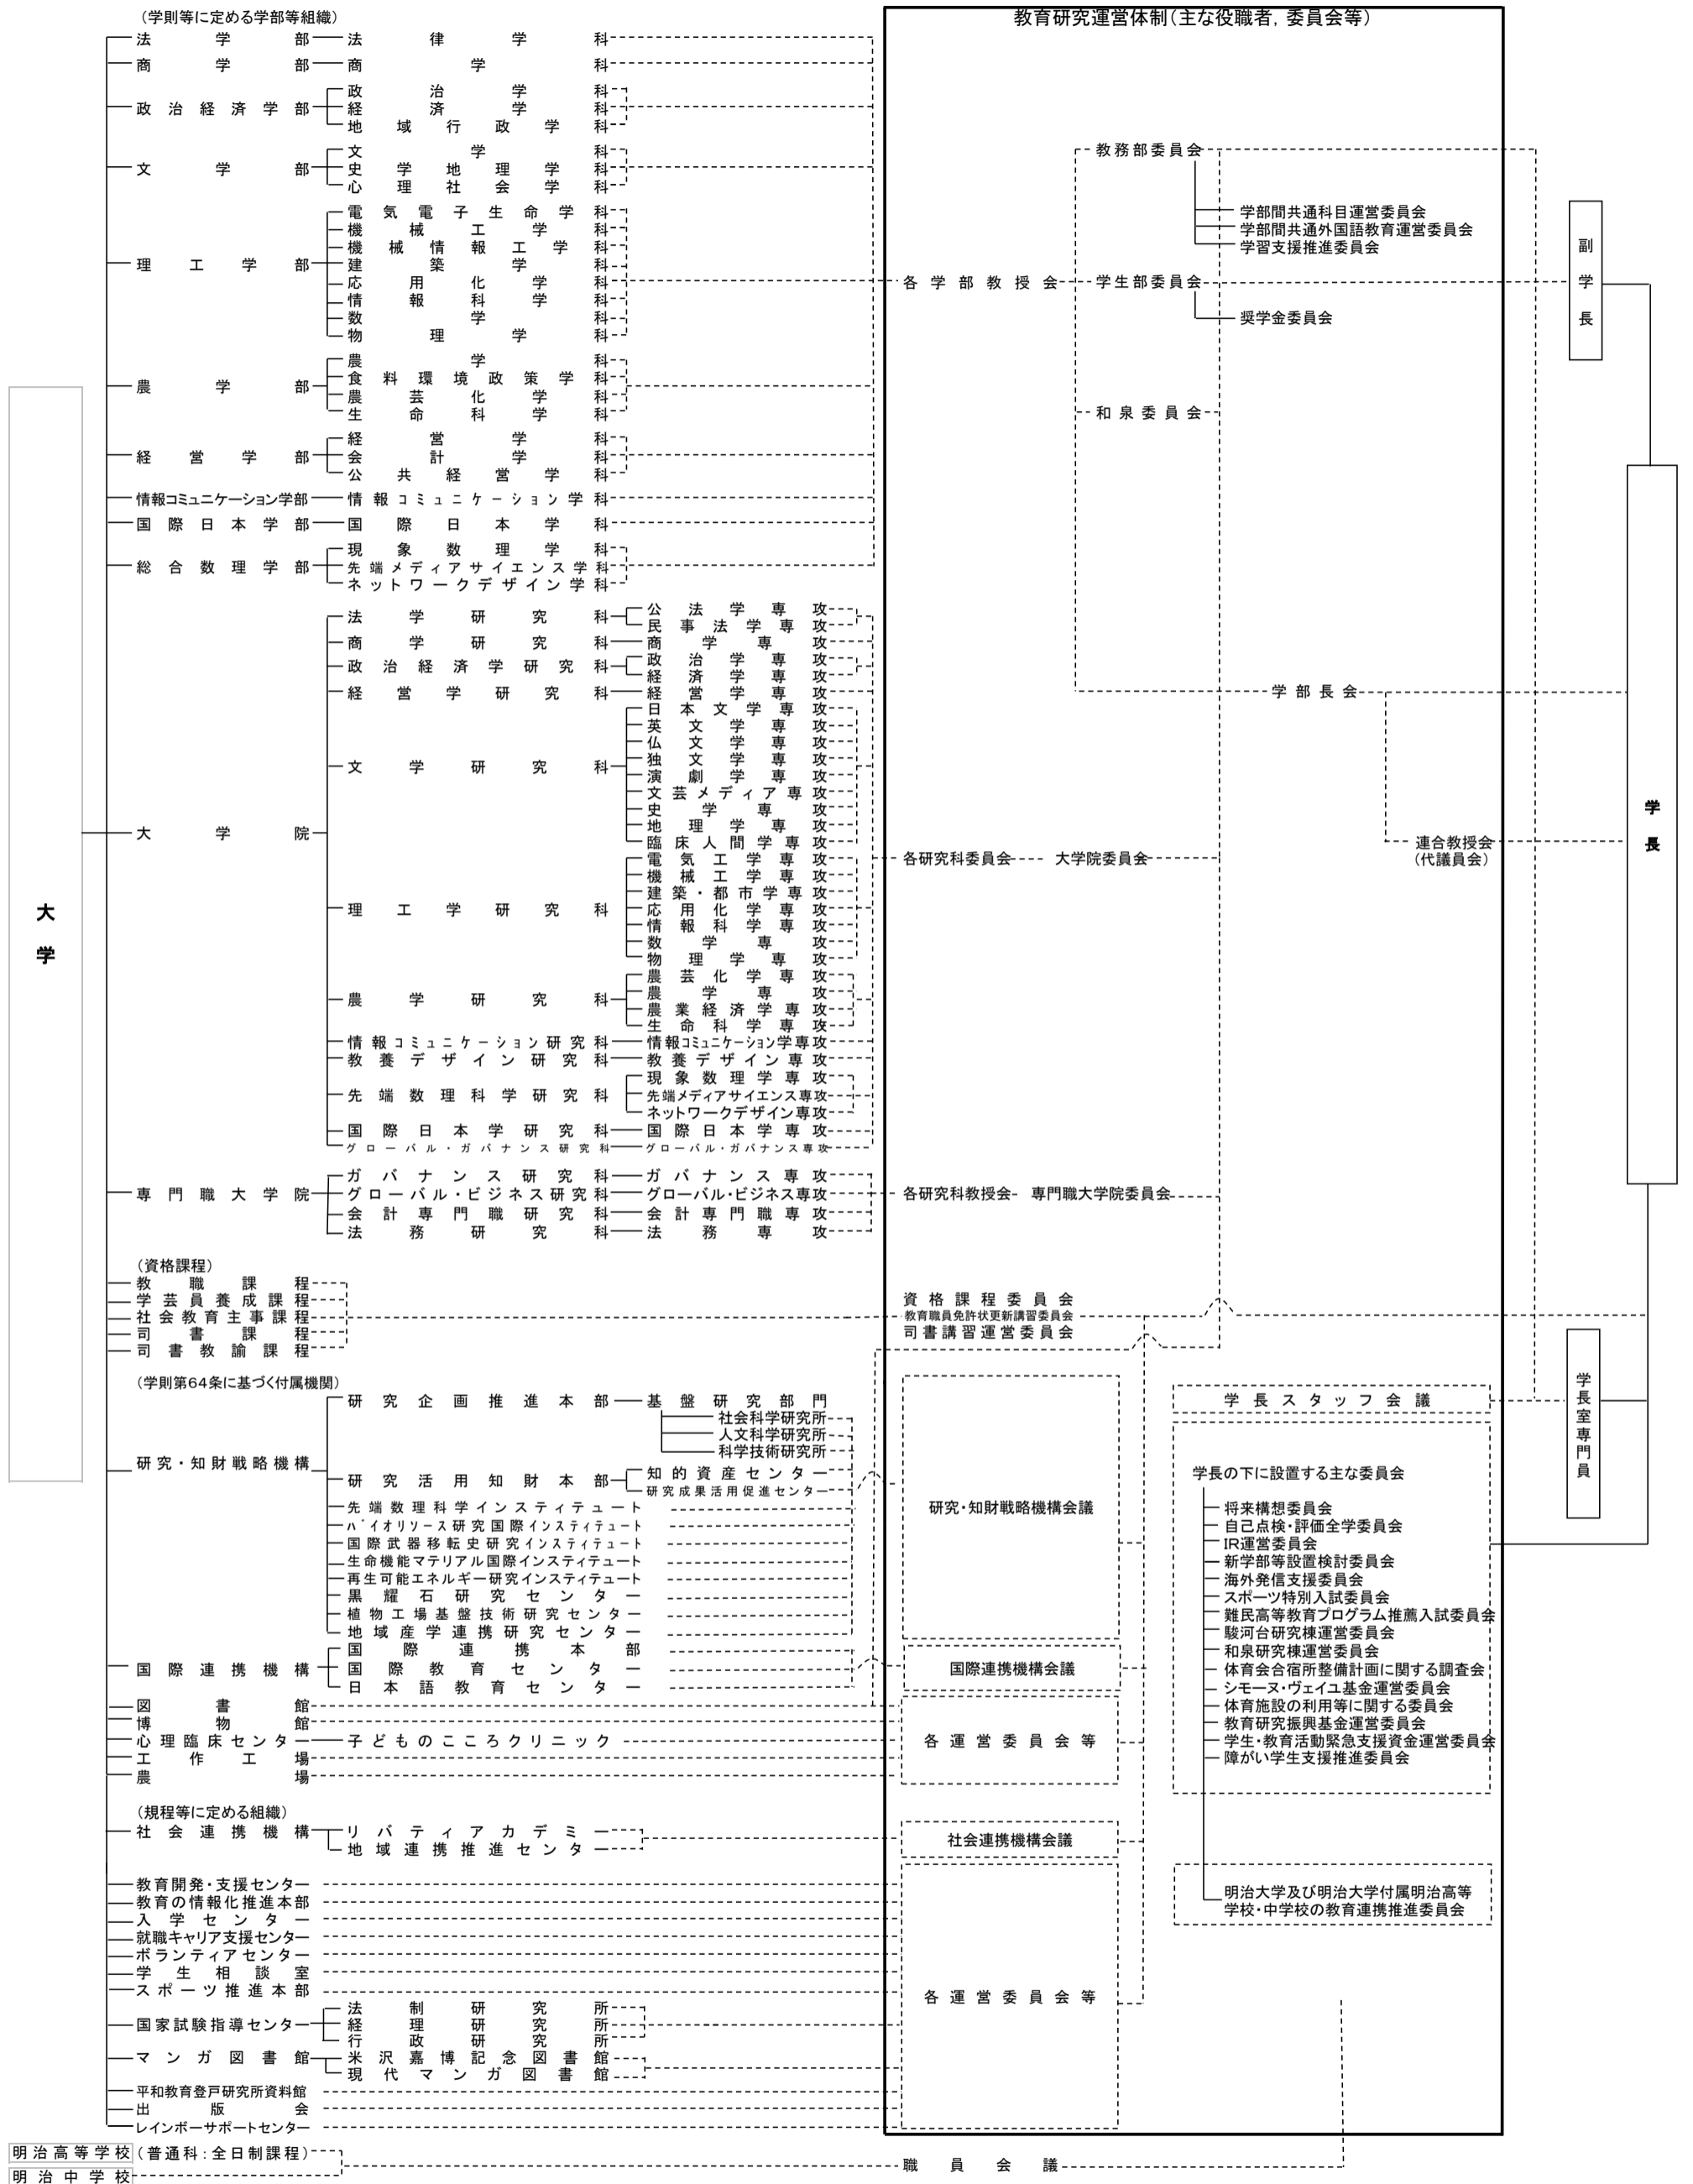 （学則等に定める学部等組織）
教育研究運営体制（主な役職者，委員会等）
法学部
法律学科
商学部
商学科
政治経済学部
政治学科
経済学科
地域行政学科
文学部
文学科
史学地理学科
心理社会学科
理工学部
電気電子生命学科
機械工学科
機械情報工学科
建築学科
応用化学科
情報科学科
数学科
物理学科
農学部
農学科
食料環境政策学科
農芸化学科
生命科学科
経営学部
経営学科
会計学科
公共経営学科
情報コミュニケーション学部
情報コミュニケーション学科
国際日本学部
国際日本学科
総合数理学部
現象数理学科
先端メディアサイエンス学科
ネットワークデザイン学科
大学
大学院
法学研究科
公法学専攻
民事法学専攻
商学研究科
商学専攻
政治経済学研究科
政治学専攻
経済学専攻
経営学研究科
経営学専攻
文学研究科
日本文学専攻
英文学専攻
仏文学専攻
独文学専攻
演劇学専攻
文芸メディア専攻
史学専攻
地理学専攻
臨床人間学専攻
理工学研究科
電気工学専攻
機械工学専攻
建築・都市学専攻
応用化学専攻
情報科学専攻
数学専攻
物理学専攻
農学研究科
農芸化学専攻
農学専攻
農業経済学専攻
生命科学専攻
情報コミュニケーション研究科
情報コミュニケーション学専攻
教養デザイン研究科
教養デザイン専攻
先端数理科学研究科
現象数理学専攻
先端メディアサイエンス専攻
ネットワークデザイン専攻
国際日本学研究科
国際日本学専攻
グローバル・ガバナンス研究科
グローバル・ガバナンス専攻
専門職大学院
ガバナンス研究科
ガバナンス専攻
グローバル・ビジネス研究科
グローバル・ビジネス専攻
会計専門職研究科
会計専門職専攻
法務研究科
法務専攻
（資格課程）
教職課程
学芸員養成課程
社会教育主事課程
司書課程
司書教諭課程
（学則第64条に基づく付属機関）
研究・知財戦略機構
研究企画推進本部
基盤研究部門
社会科学研究所
人文科学研究所
科学技術研究所
研究活用知財本部
知的資産センター
研究成果活用促進センター
先端数理科学インスティテュート
バイオリソース研究国際インスティテュート
国際武器移転史研究インスティテュート
生命機能マテリアル国際インスティテュート
再生可能エネルギー研究インスティテュート
黒耀石研究センター
植物工場基盤技術研究センター
地域産学連携研究センター
国際連携機構
国際連携本部
国際教育センター
日本語教育センター
図書館
博物館
心理臨床センター
子どものこころクリニック
工作工場
農場
（規程等に定める組織）
社会連携機構
リバティアカデミー
地域連携推進センター
教育開発・支援センター
教育の情報化推進本部
入学センター
就職キャリア支援センター
ボランティアセンター
学生相談室
スポーツ推進本部
国家試験指導センター
法制研究所
経理研究所
行政研究所
マンガ図書館
米沢嘉博記念図書館
現代マンガ図書館
平和教育登戸研究所資料館
出版会
レインボーサポートセンター
明治高等学校
（普通科：全日制課程）
明治中学校
職員会議
各学部教授会
教務部委員会
学部間共通科目運営委員会
学部間共通外国語教育運営委員会
学習支援推進委員会
学生部委員会
奨学金委員会
和泉委員会
学部長会
連合教授会
（代議員会）
各研究科委員会
大学院委員会
各研究科教授会
専門職大学院委員会
資格課程委員会
教育職員免許状更新講習委員会
司書講習運営委員会
研究・知財戦略機構会議
国際連携機構会議
各運営委員会等
社会連携機構会議
各運営委員会等
学長スタッフ会議
学長の下に設置する主な委員会
将来構想委員会
自己点検・評価全学委員会
IR運営委員会
新学部等設置検討委員会
海外発信支援委員会
スポーツ特別入試委員会
難民高等教育プログラム推薦入試委員会
駿河台研究棟運営委員会
和泉研究棟運営委員会
体育会合宿所整備計画に関する調査会
シモーヌ・ヴェイユ基金運営委員会
体育施設の利用等に関する委員会
教育研究振興基金運営委員会
学生・教育活動緊急支援資金運営委員会
障がい学生支援推進委員会
明治大学及び明治大学付属明治高等
学校・中学校の教育連携推進委員会
副学長
学長
学長室専門員